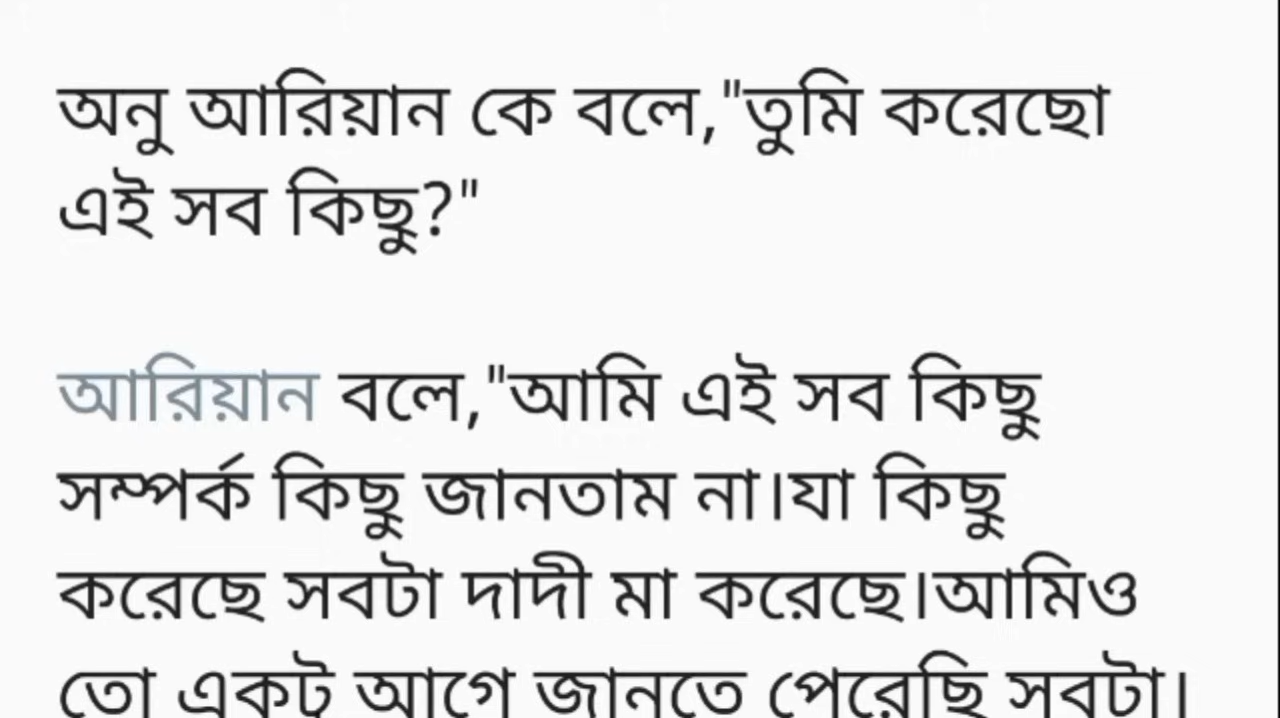 অনু আরিয়ান কে বলে,"তুমি করেছো
এই সব কিছু?"
আরিয়ান বলে,"আমি এই সব কিছু
সম্পর্ক কিছু জানতাম না।যা কিছু
করেছে সবটা দাদী মা করেছে।আমিও
তো একটু আগে জানতে পেরেছি সবটা।